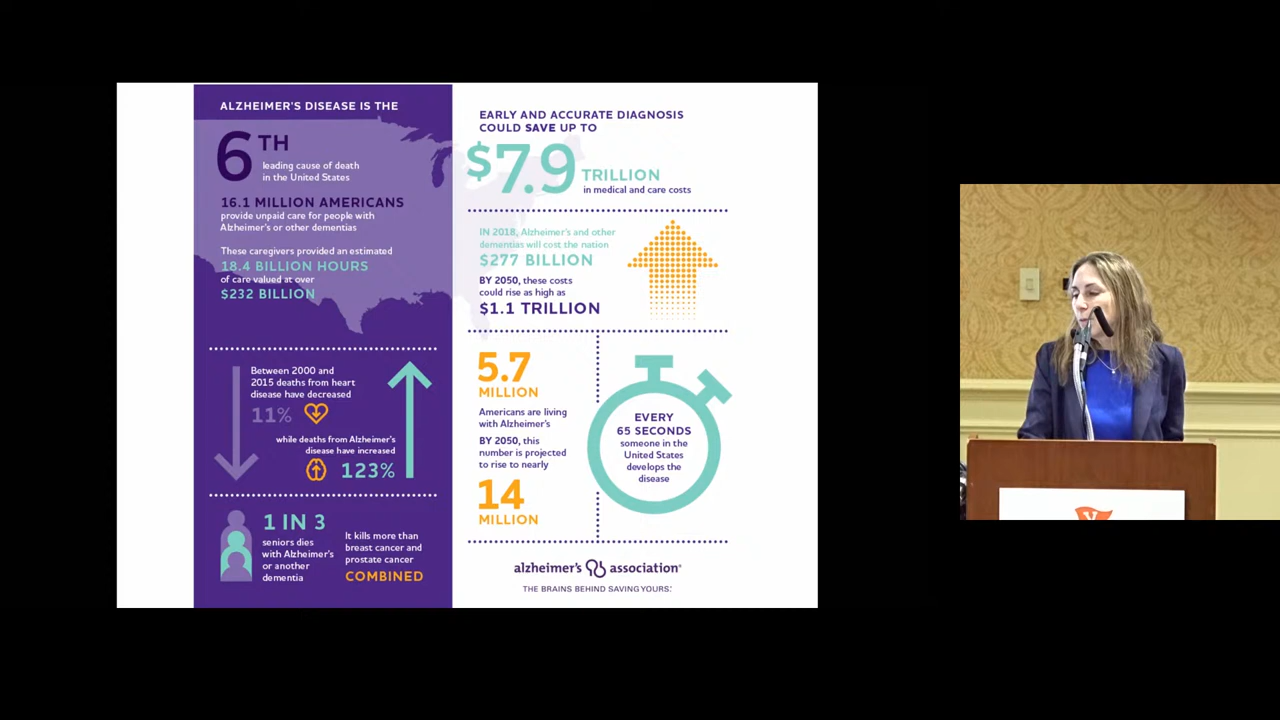 ALZHEIMER'S DISEASE IS THE
6TH
leading cause of death
in the United States
16.1 MILLION AMERICANS
provide unpaid care for people with
Alzheimer's or other dementias
These caregivers provided an estimated
18.4 BILLION HOURS
of care valued at over
$232 BILLION
Between 2000 and
2015 deaths from heart
disease have decreased
11%
while deaths from Alzheimer's
disease have increased
123%
1 IN 3
seniors dies
with Alzheimer's
or another
dementia
It kills more than
breast cancer and
prostate cancer
COMBINED
EARLY AND ACCURATE DIAGNOSIS
COULD SAVE UP TO
$7.9
TRILLION
in medical and care costs
IN 2018, Alzheimer's and other
dementias will cost the nation
$277 BILLION
BY 2050, these costs
could rise as high as
$1.1 TRILLION
5.7
MILLION
Americans are living
with Alzheimer's
BY 2050, this
number is projected
to rise to nearly
14
MILLION
EVERY
65 SECONDS
someone in the
United States
develops the
disease
alzheimer's association®
THE BRAINS BEHIND SAVING YOURS.®